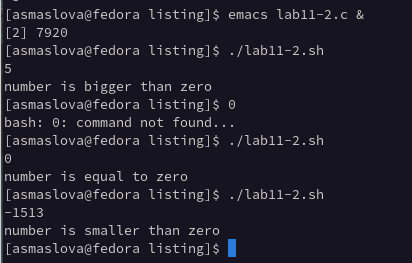 [asmaslova@fedora listing]$ emacs lab11-2.c &
[2] 7920
[asmaslova@fedora listing]$ ./lab11-2.sh
5
number is bigger than zero
[asmaslova@fedora listing]$ 0
bash: 0: command not found...
[asmaslova@fedora listing]$ ./lab11-2.sh
0
number is equal to zero
[asmaslova@fedora listing]$ ./lab11-2.sh
-1513
number is smaller than zero
[asmaslova@fedora listing]$